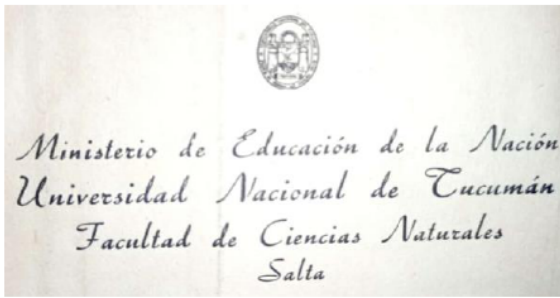 Ministerio de Educación de la Nación
Universidad Nacional de Tucumán
Facultad de Ciencias Naturales
Salta